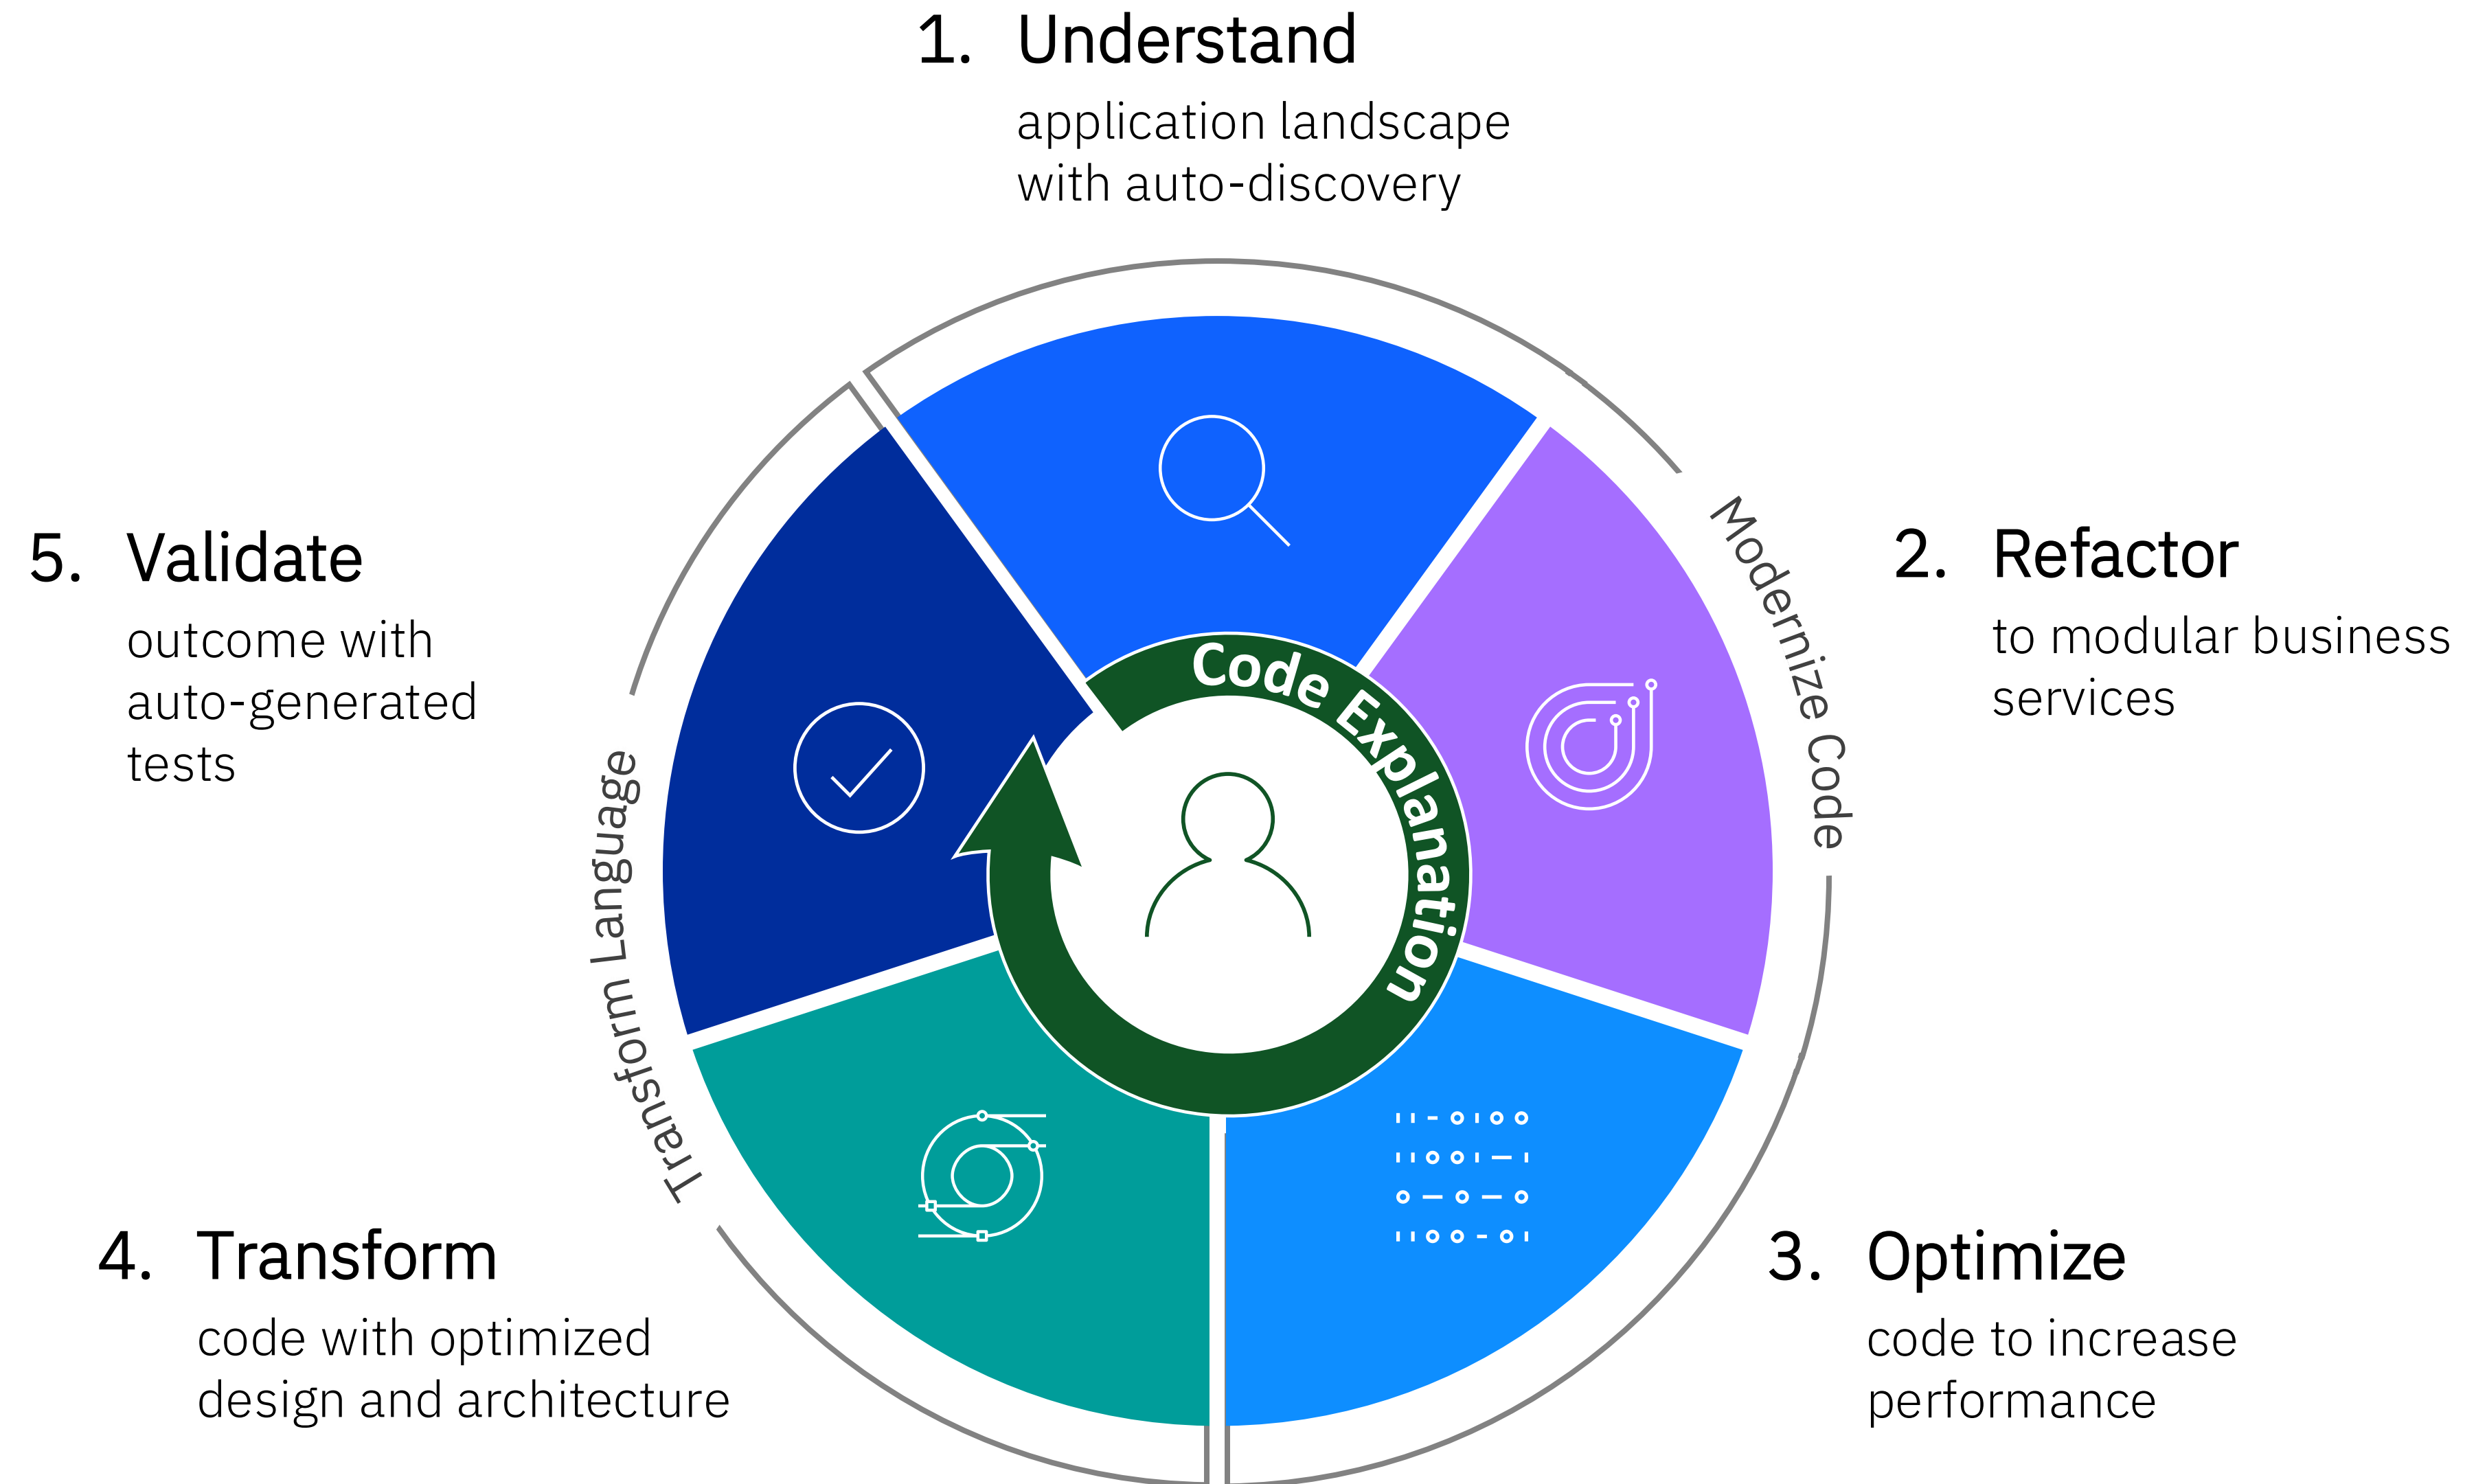 1. Understand
application landscape
with auto-discovery
2. Refactor
to modular business
services
3. Optimize
code to increase
performance
4. Transform
code with optimized
design and architecture
5. Validate
outcome with
auto-generated
tests
Modernize Code
Transform Language
Code Explanation